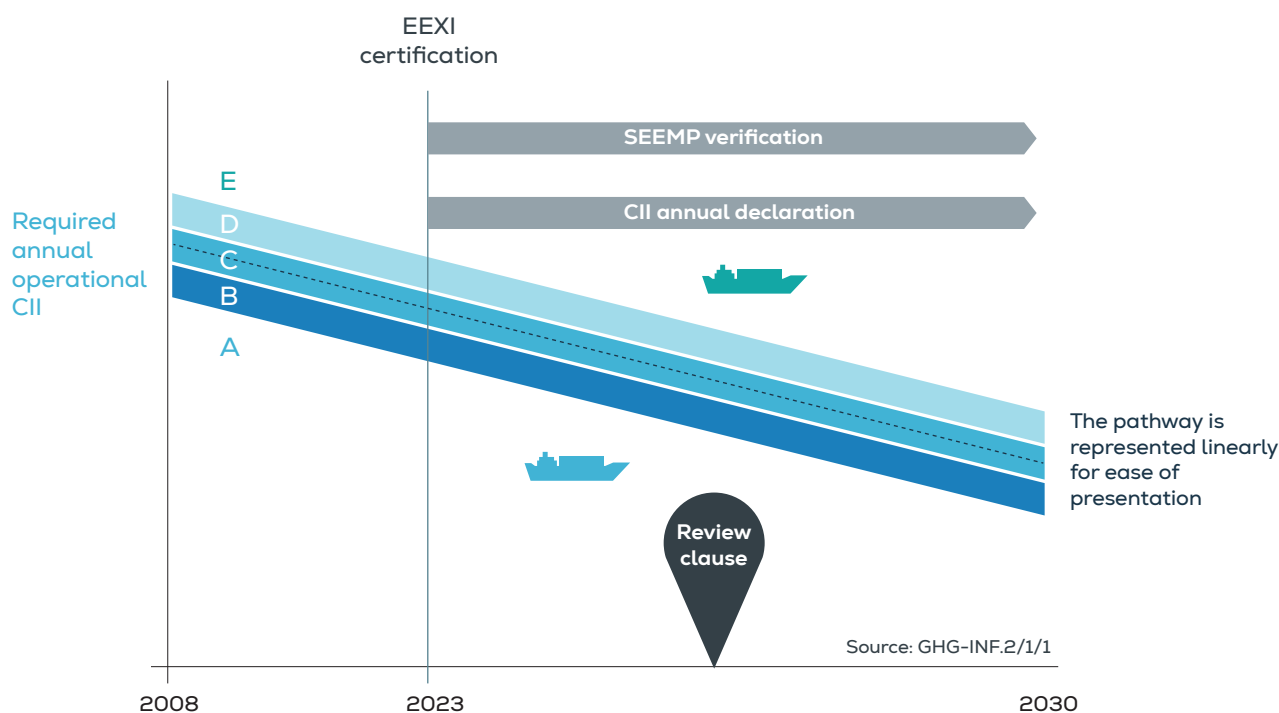 EEXI
certification
SEEMP verification
CII annual declaration
Required
annual
operational
CII
E
D
C
B
A
The pathway is
represented linearly
for ease of
presentation
Review
clause
Source: GHG-INF.2/1/1
2008
2023
2030